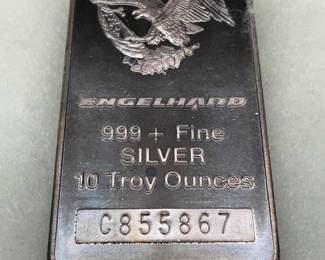 ENGELHARD
999 + Fine
SILVER
10 Troy Ounces
C855867